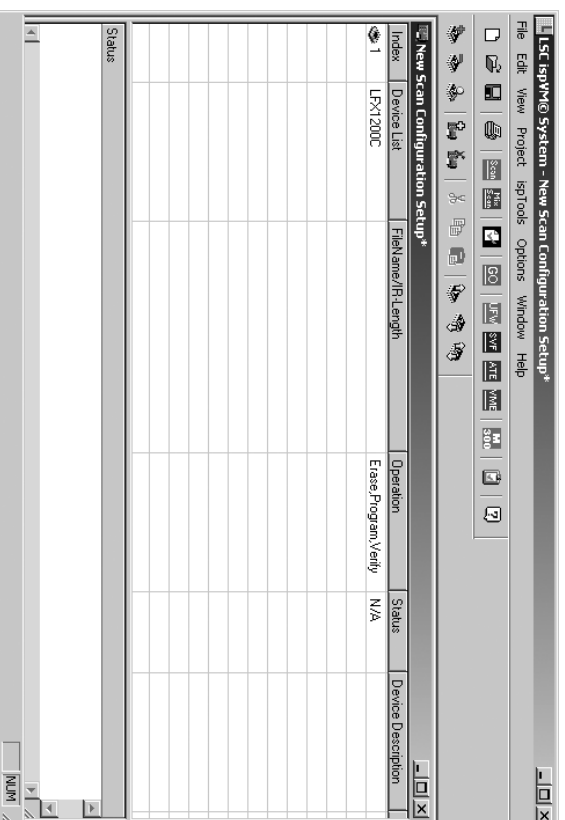 LSC ispVM© System - New Scan Configuration Setup*
File Edit View Project ispTools Options Window Help
Scan Mix Scan GO UFW SVF ATE VME M 300
New Scan Configuration Setup*
Index Device List FileName/IR-Length Operation Status Device Description
1 LFX1200C Erase,Program,Verify N/A
Status
NUM